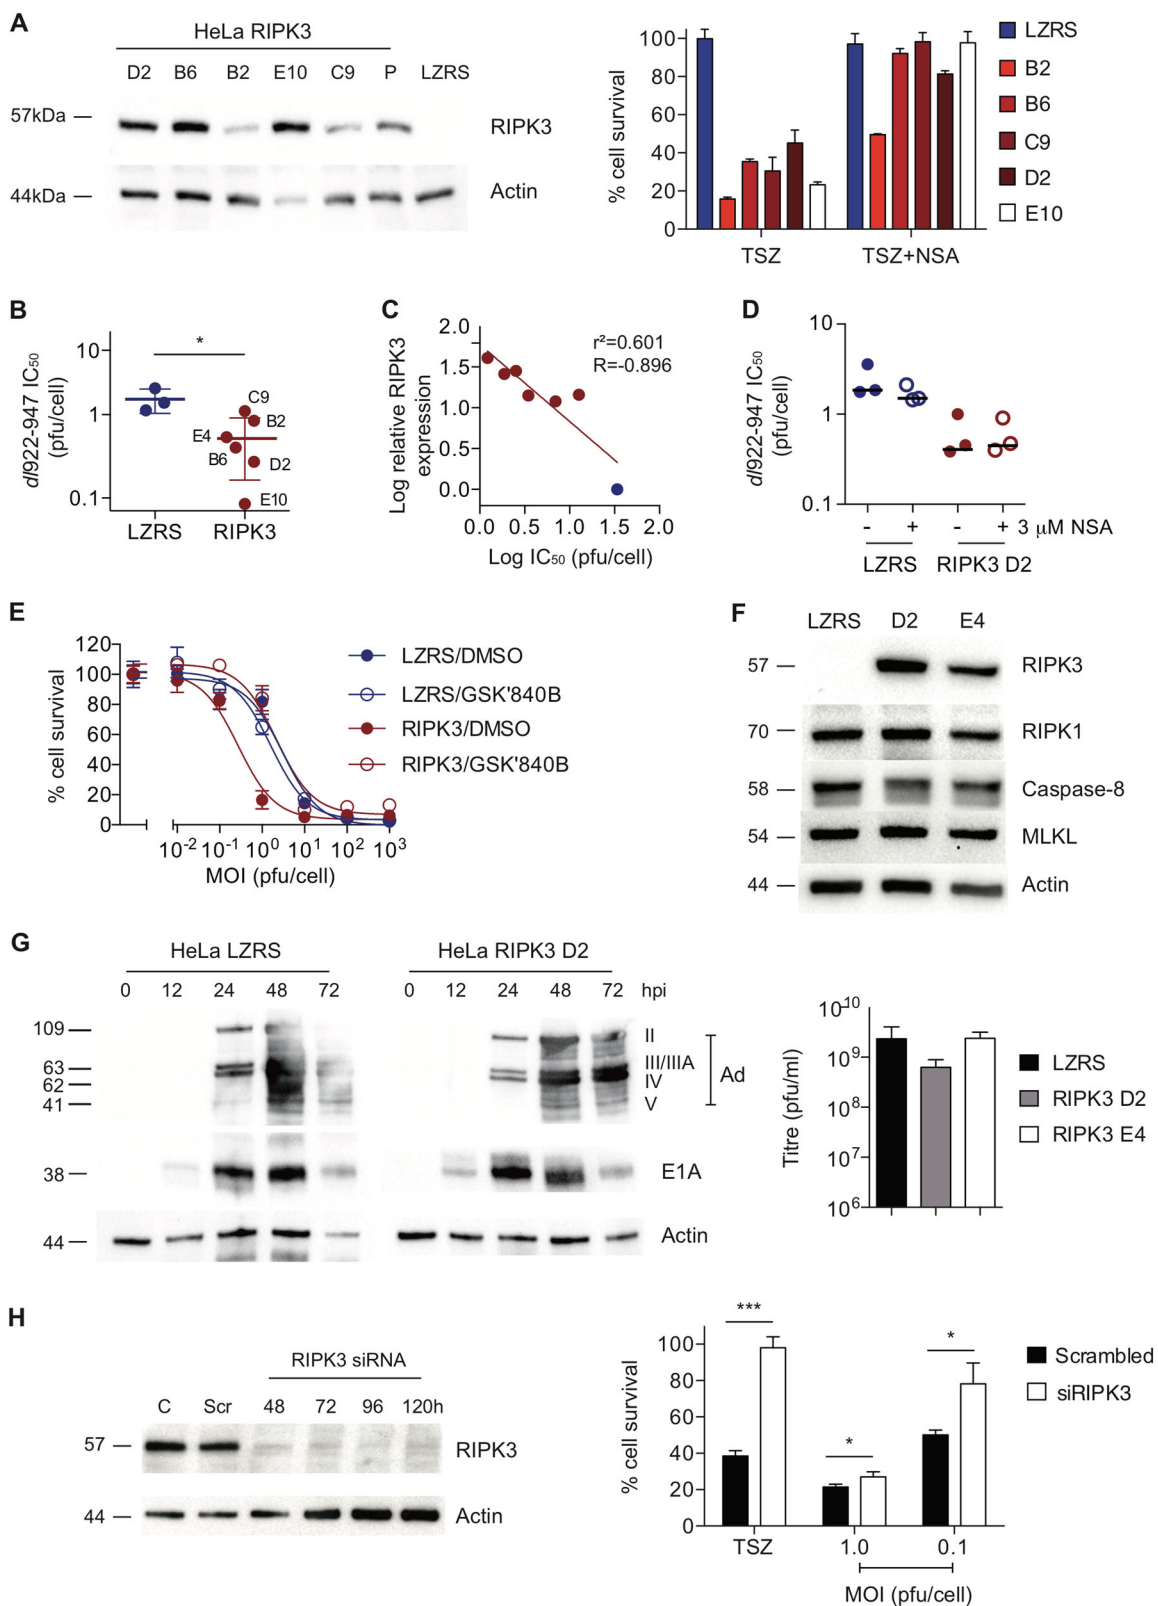 A
HeLa RIPK3
D2 B6 B2 E10 C9 P LZRS
57kDa
RIPK3
44kDa
Actin
% cell survival
100
80
60
40
20
0
TSZ TSZ+NSA
LZRS
B2
B6
C9
D2
E10
B
dl922-947 IC50
(pfu/cell)
10
1
0.1
*
C9
B2
E4
B6
D2
E10
LZRS RIPK3
C
Log relative RIPK3
expression
2.0
1.5
1.0
0.5
0.0
r²=0.601
R=-0.896
0.0 0.5 1.0 1.5 2.0
Log IC50 (pfu/cell)
D
dl922-947 IC50
(pfu/cell)
10
1
0.1
- + - + 3 μM NSA
LZRS RIPK3 D2
E
% cell survival
120
100
80
60
40
20
0
10-2 10-1 100 101 102 103
MOI (pfu/cell)
LZRS/DMSO
LZRS/GSK'840B
RIPK3/DMSO
RIPK3/GSK'840B
F
LZRS D2 E4
57 RIPK3
70 RIPK1
58 Caspase-8
54 MLKL
44 Actin
G
HeLa LZRS HeLa RIPK3 D2
0 12 24 48 72 0 12 24 48 72 hpi
109
63
62
41
II
III/IIIA
IV
V
Ad
38 E1A
44 Actin
Titre (pfu/ml)
10-10
109
108
107
106
LZRS
RIPK3 D2
RIPK3 E4
H
RIPK3 siRNA
C Scr 48 72 96 120h
57 RIPK3
44 Actin
% cell survival
100
80
60
40
20
0
***
*
*
TSZ 1.0 0.1
MOI (pfu/cell)
Scrambled
siRIPK3